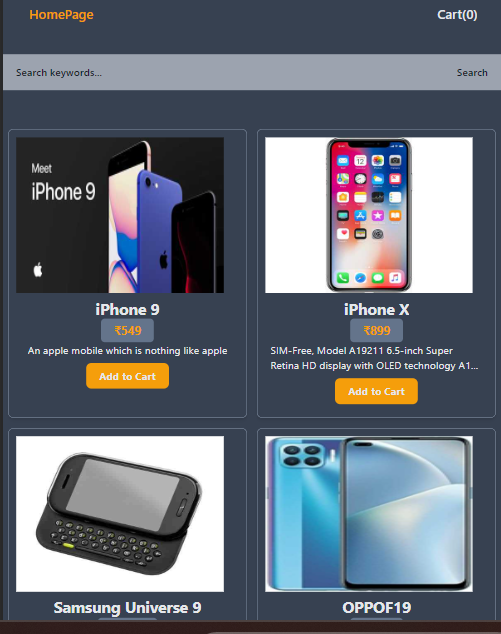 HomePage
Cart(0)
Search keywords...
Search
Meet
iPhone 9
iPhone 9
₹549
An apple mobile which is nothing like apple
Add to Cart
iPhone X
₹899
SIM-Free, Model A19211 6.5-inch Super
Retina HD display with OLED technology A1...
Add to Cart
Samsung Universe 9
OPPOF19